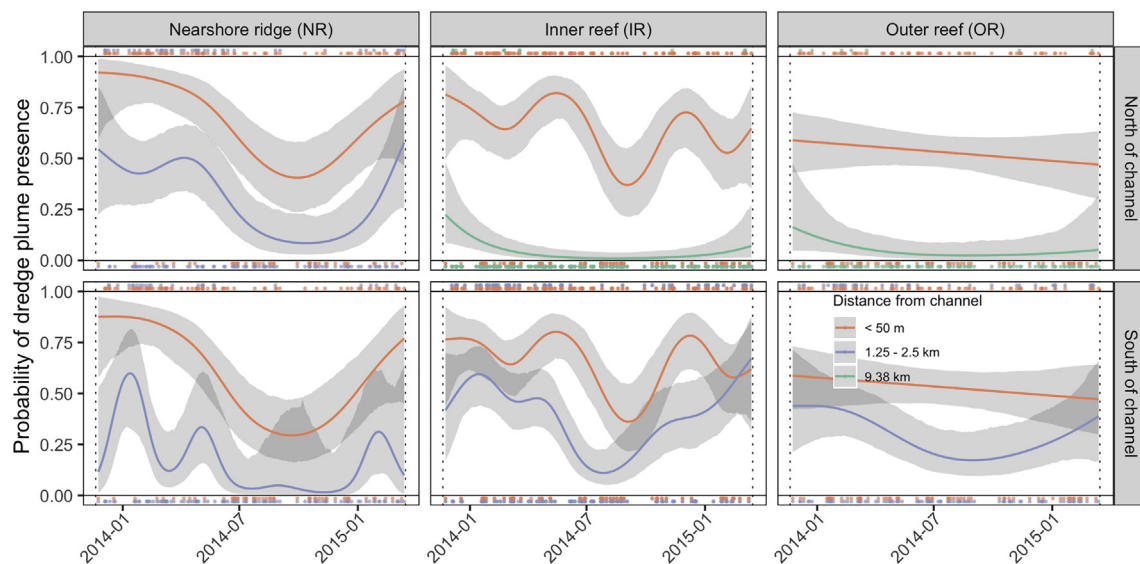 Nearshore ridge (NR)
Inner reef (IR)
Outer reef (OR)
Probability of dredge plume presence
1.00
0.75
0.50
0.25
0.00
North of channel
1.00
0.75
0.50
0.25
0.00
South of channel
Distance from channel
< 50 m
1.25 - 2.5 km
9.38 km
2014-01
2014-07
2015-01
2014-01
2014-07
2015-01
2014-01
2014-07
2015-01